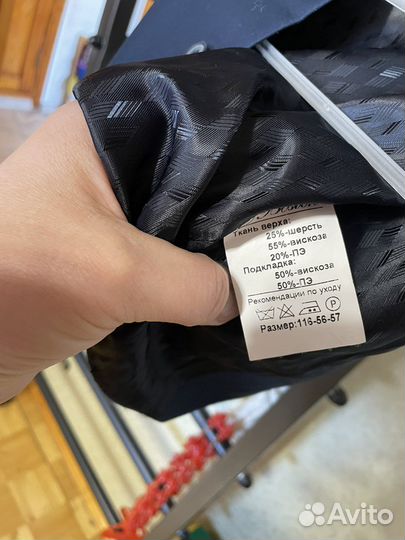 Ткань верха:
25%-шерсть
55%-вискоза
20%-ПЭ
Подкладка:
50%-вискоза
50%-ПЭ
Рекомендации по уходу
P
Размер:116-56-57
Avito